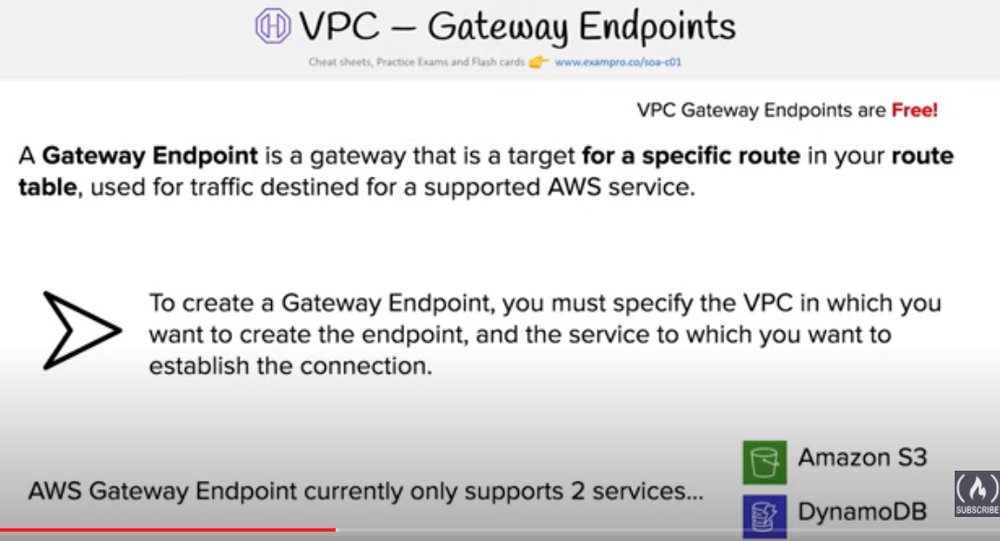 VPC – Gateway Endpoints
Cheat sheets, Practice Exams and Flash cards 👉 www.exampro.co/soa-c01
VPC Gateway Endpoints are Free!
A Gateway Endpoint is a gateway that is a target for a specific route in your route
table, used for traffic destined for a supported AWS service.
To create a Gateway Endpoint, you must specify the VPC in which you
want to create the endpoint, and the service to which you want to
establish the connection.
Amazon S3
AWS Gateway Endpoint currently only supports 2 services...
DynamoDB
SUBSCRIBE